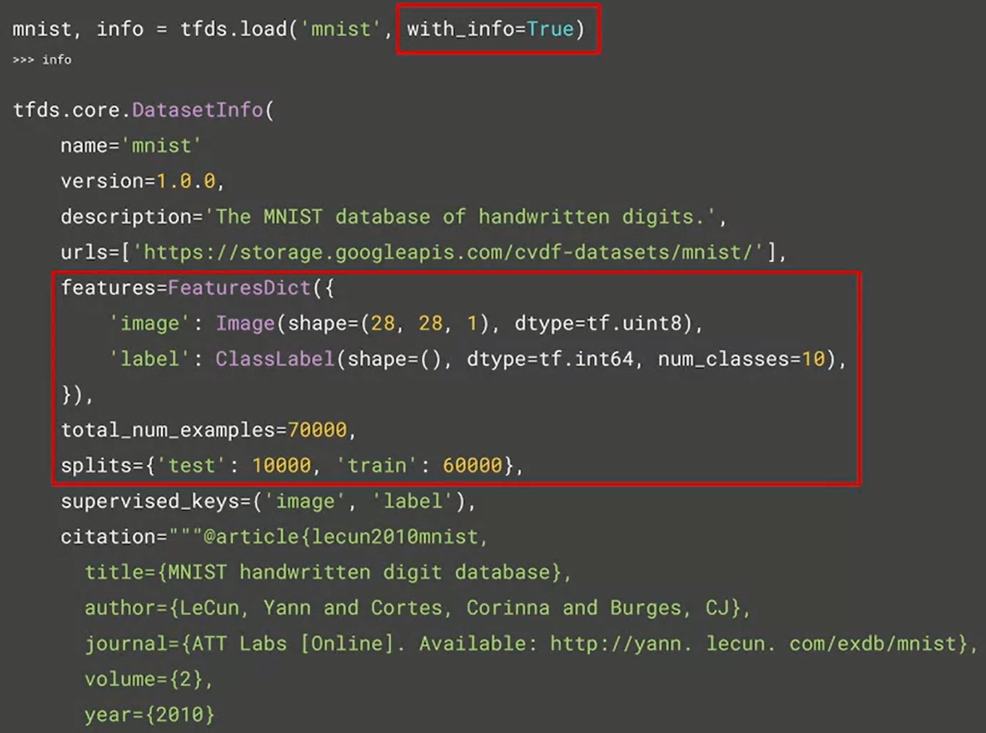 mnist, info = tfds.load('mnist', with_info=True)
>>> info
tfds.core.DatasetInfo(
name='mnist'
version=1.0.0,
description='The MNIST database of handwritten digits.',
urls=['https://storage.googleapis.com/cvdf-datasets/mnist/'],
features=FeaturesDict({
'image': Image(shape=(28, 28, 1), dtype=tf.uint8),
'label': ClassLabel(shape=(), dtype=tf.int64, num_classes=10),
}),
total_num_examples=70000,
splits={'test': 10000, 'train': 60000},
supervised_keys=('image', 'label'),
citation="""@article{lecun2010mnist,
title={MNIST handwritten digit database},
author={LeCun, Yann and Cortes, Corinna and Burges, CJ},
journal={ATT Labs [Online]. Available: http://yann. lecun. com/exdb/mnist},
volume={2},
year={2010}